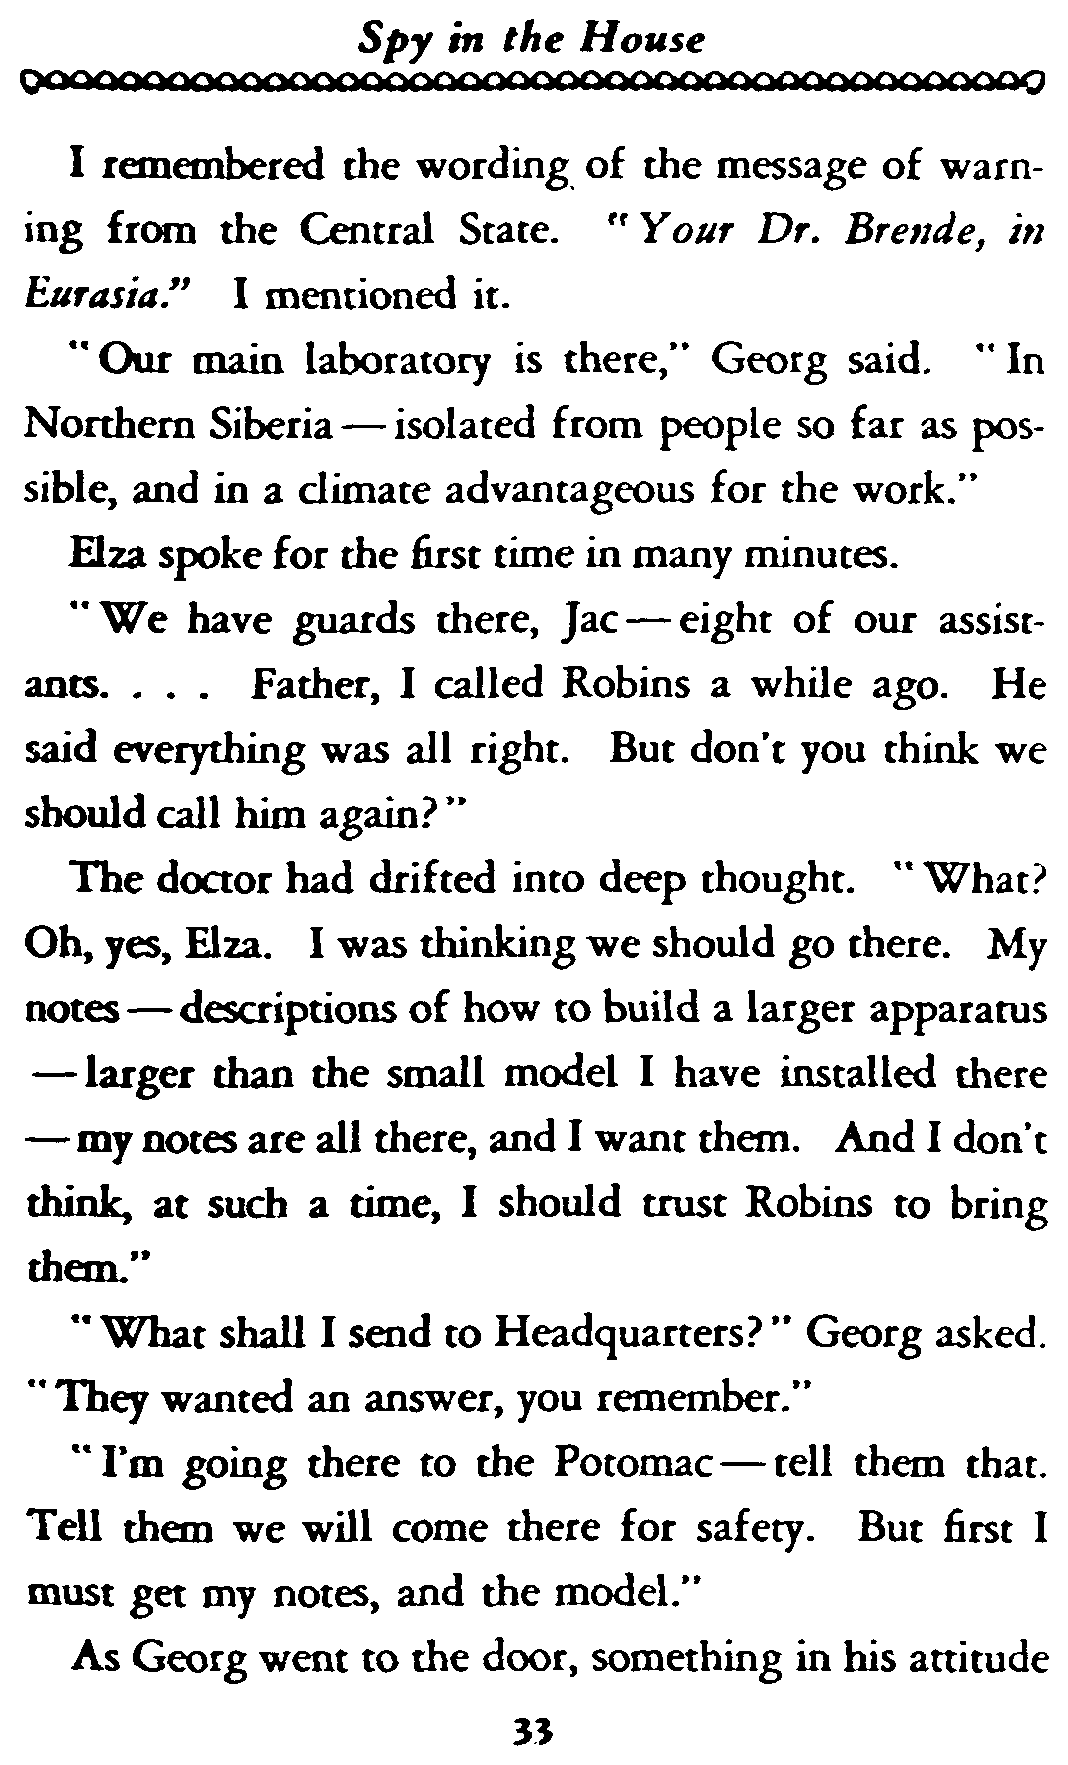 Spy in the House
I remembered the wording of the message of warn-
ing from the Central State. "Your Dr. Brende, in
Eurasia." I mentioned it.
"Our main laboratory is there," Georg said. "In
Northern Siberia—isolated from people so far as pos-
sible, and in a climate advantageous for the work."
Elza spoke for the first time in many minutes.
"We have guards there, Jac—eight of our assist-
ants. . . . Father, I called Robins a while ago. He
said everything was all right. But don't you think we
should call him again?"
The doctor had drifted into deep thought. "What?
Oh, yes, Elza. I was thinking we should go there. My
notes—descriptions of how to build a larger apparatus
—larger than the small model I have installed there
—my notes are all there, and I want them. And I don't
think, at such a time, I should trust Robins to bring
them."
"What shall I send to Headquarters?" Georg asked.
"They wanted an answer, you remember."
"I'm going there to the Potomac—tell them that.
Tell them we will come there for safety. But first I
must get my notes, and the model."
As Georg went to the door, something in his attitude
33